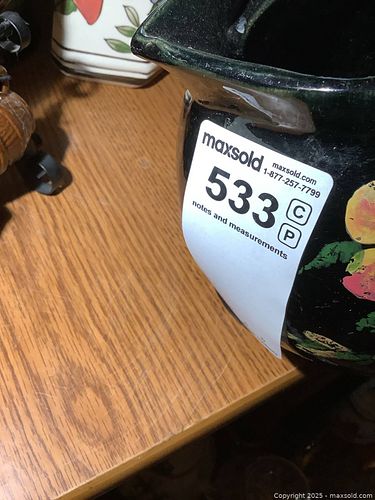 maxsold
maxsold.com
1-877-257-7799
533
C
P
notes and measurements
Copyright 2025 - maxsold.com